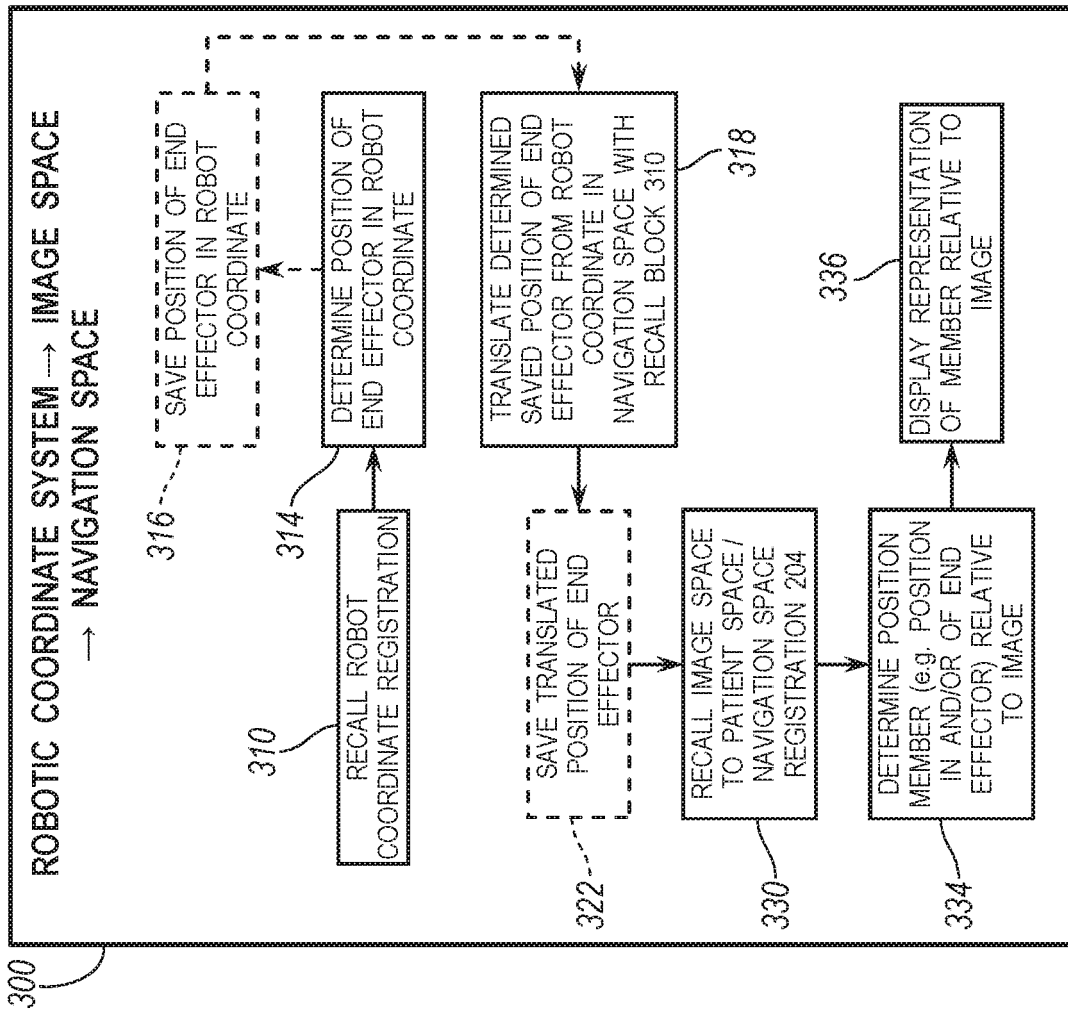 300
ROBOTIC COORDINATE SYSTEM → IMAGE SPACE
→ NAVIGATION SPACE
316
SAVE POSITION OF END
EFFECTOR IN ROBOT
COORDINATE
310
RECALL ROBOT
COORDINATE REGISTRATION
314
DETERMINE POSITION OF
END EFFECTOR IN ROBOT
COORDINATE
318
TRANSLATE DETERMINED
SAVED POSITION OF END
EFFECTOR FROM ROBOT
COORDINATE IN
NAVIGATION SPACE WITH
RECALL BLOCK 310
322
SAVE TRANSLATED
POSITION OF END
EFFECTOR
330
RECALL IMAGE SPACE
TO PATIENT SPACE/
NAVIGATION SPACE
REGISTRATION 204
334
DETERMINE POSITION
MEMBER (e.g. POSITION
IN AND/OR OF END
EFFECTOR) RELATIVE
TO IMAGE
336
DISPLAY REPRESENTATION
OF MEMBER RELATIVE TO
IMAGE